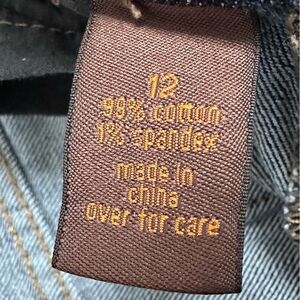 12
99% cotton
1% spandex
made in
china
over for care